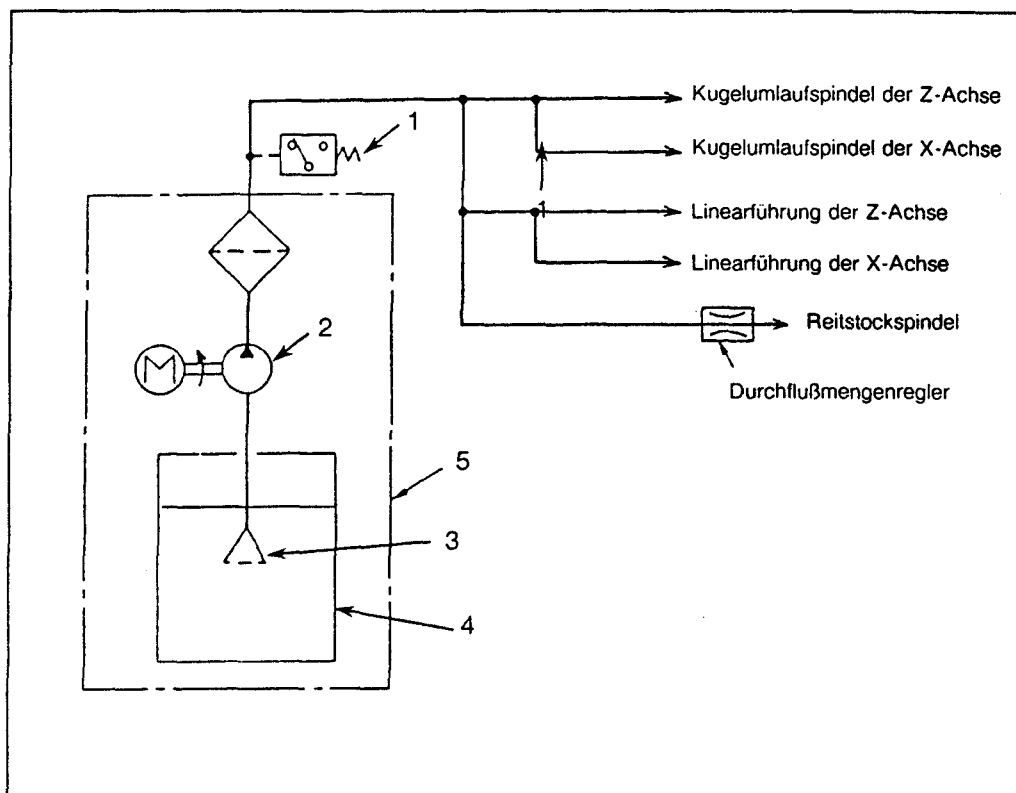 Kugelumlaufspindel der Z-Achse
1
Kugelumlaufspindel der X-Achse
1
Linearführung der Z-Achse
Linearführung der X-Achse
2
Reitstockspindel
M
Durchflußmengenregler
5
3
4